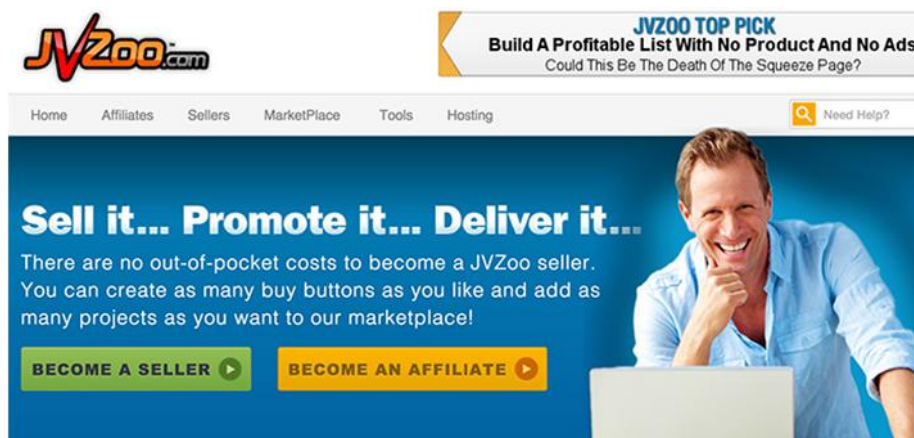 JVZoo.com
JVZOO TOP PICK
Build A Profitable List With No Product And No Ads
Could This Be The Death Of The Squeeze Page?
Home Affiliates Sellers MarketPlace Tools Hosting
Need Help?
Sell it... Promote it... Deliver it...
There are no out-of-pocket costs to become a JVZoo seller.
You can create as many buy buttons as you like and add as
many projects as you want to our marketplace!
BECOME A SELLER
BECOME AN AFFILIATE